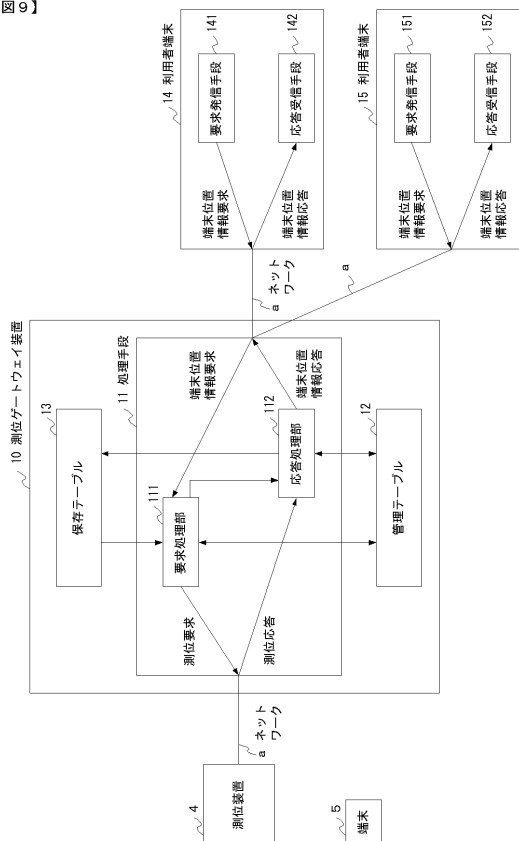 図９】
10 測位ゲートウェイ装置
13
保存テーブル
11 処理手段
111
要求処理部
112
応答処理部
12
管理テーブル
測位要求
測位応答
端末位置
情報要求
端末位置
情報応答
4
測位装置
5
端末
a
ネット
ワーク
a
ネット
ワーク
a
14 利用者端末
141
要求発信手段
142
応答受信手段
端末位置
情報要求
端末位置
情報応答
15 利用者端末
151
要求発信手段
152
応答受信手段
端末位置
情報要求
端末位置
情報応答